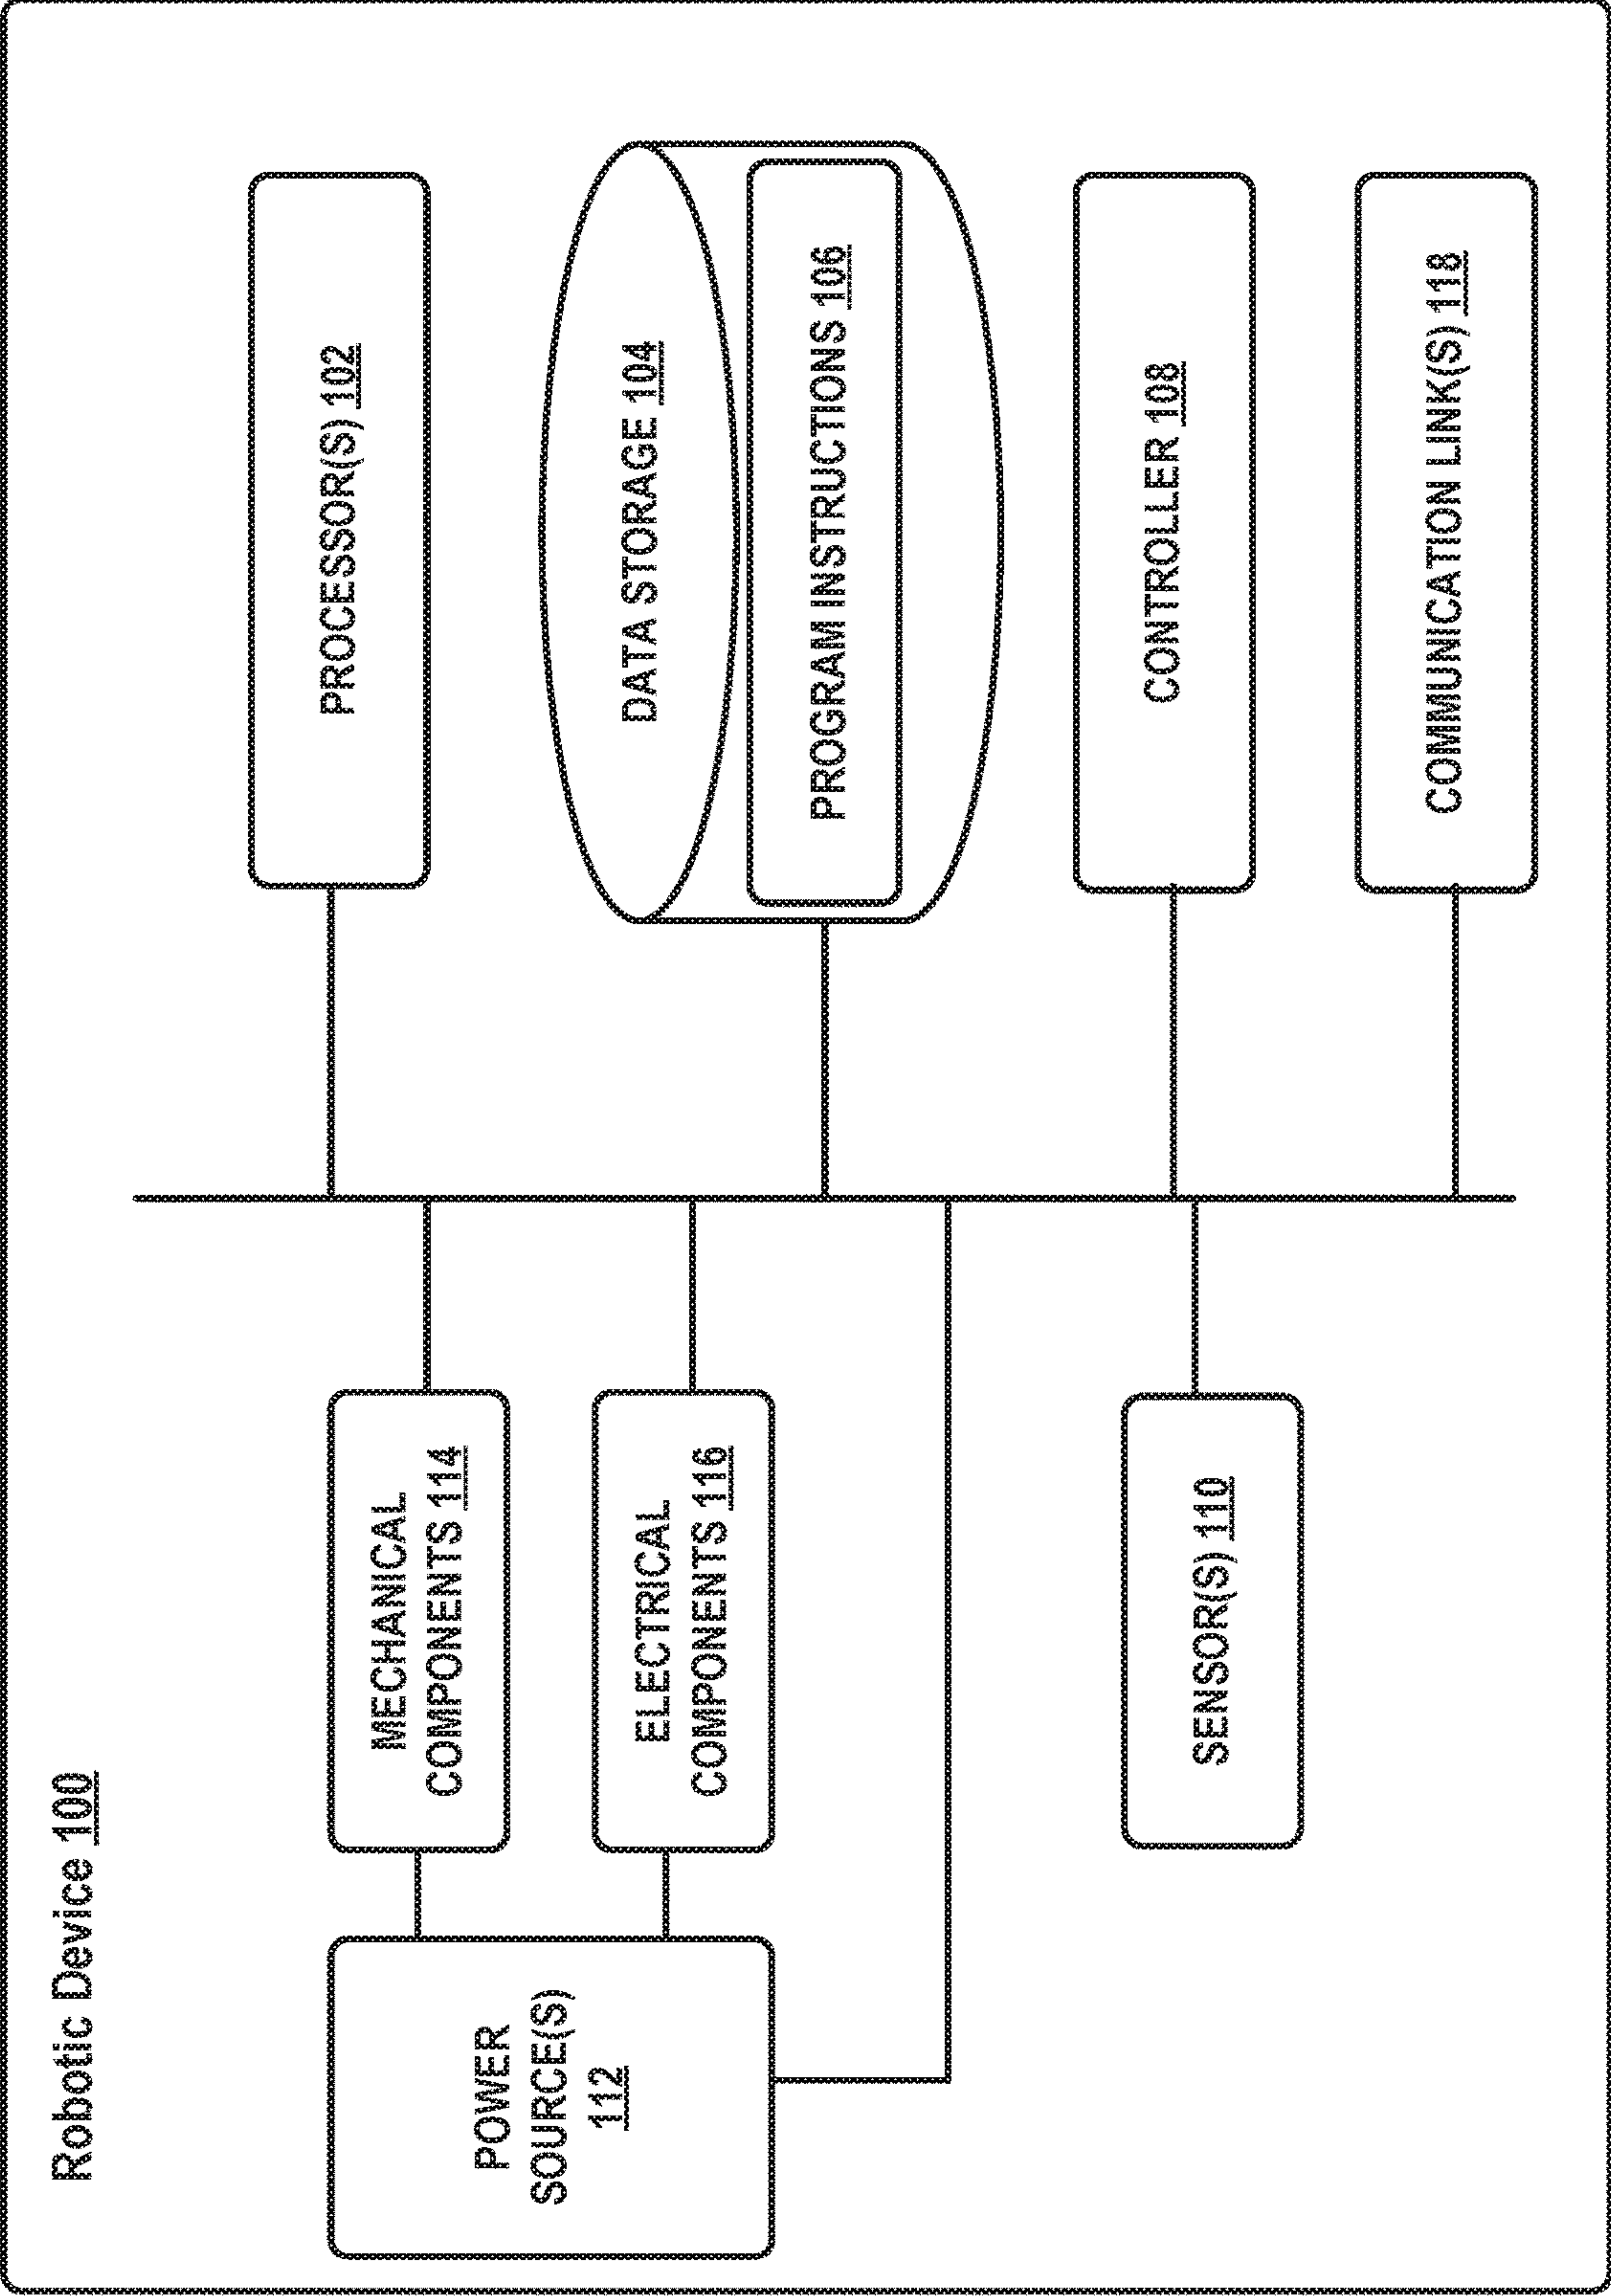 Robotic Device 100
POWER
SOURCE(S)
112
MECHANICAL
COMPONENTS 114
ELECTRICAL
COMPONENTS 116
SENSOR(S) 110
PROCESSOR(S) 102
DATA STORAGE 104
PROGRAM INSTRUCTIONS 106
CONTROLLER 108
COMMUNICATION LINK(S) 118